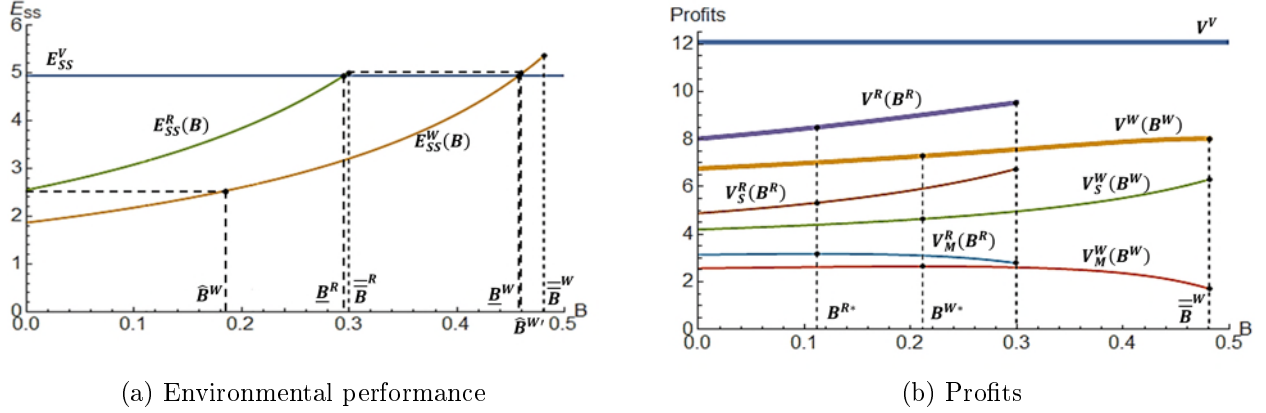 E_SS
6
5
4
3
2
1
0
E^V_SS
E^R_SS(B)
E^W_SS(B)
B̂^W
B̲^R
B̿^R
B̲^W
B̂^W′
B̿^W
0.0 0.1 0.2 0.3 0.4 0.5 B
(a) Environmental performance
Profits
12
10
8
6
4
2
0
V^V
V^R(B^R)
V^W(B^W)
V^R_S(B^R)
V^W_S(B^W)
V^R_M(B^R)
V^W_M(B^W)
B^R*
B^W*
B̿^W
0.0 0.1 0.2 0.3 0.4 0.5 B
(b) Profits